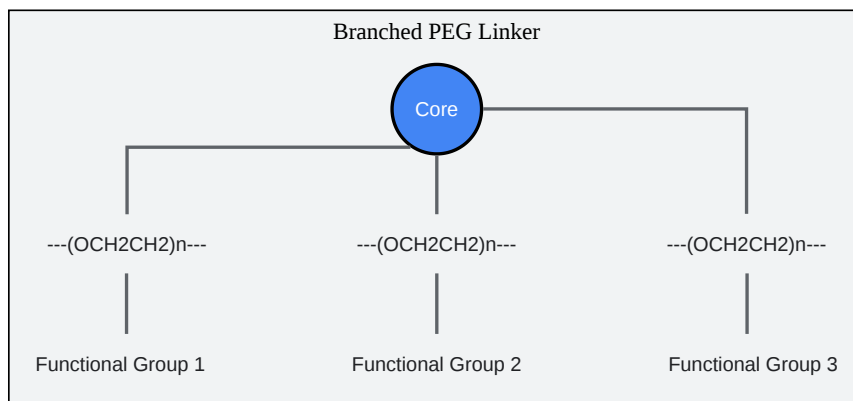 Branched PEG Linker
Core
---(OCH2CH2)n--- ---(OCH2CH2)n--- ---(OCH2CH2)n---
Functional Group 1 Functional Group 2 Functional Group 3